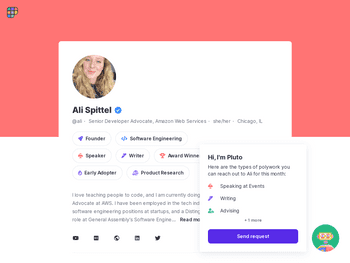 Ali Spittel
@ali · Senior Developer Advocate, Amazon Web Services · she/her · Chicago, IL
Founder
Software Engineering
Speaker
Writer
Award Winner
Early Adopter
Product Research
I love teaching people to code, and I am currently doing
Advocate at AWS. I have been employed in the tech ind
software engineering positions at startups, and a Disting
role at General Assembly's Software Engine... Read mo
Hi, I'm Pluto
Here are the types of work you
can reach out to Ali for this month:
Speaking at Events
Writing
Advising
+ 1 more
Send request